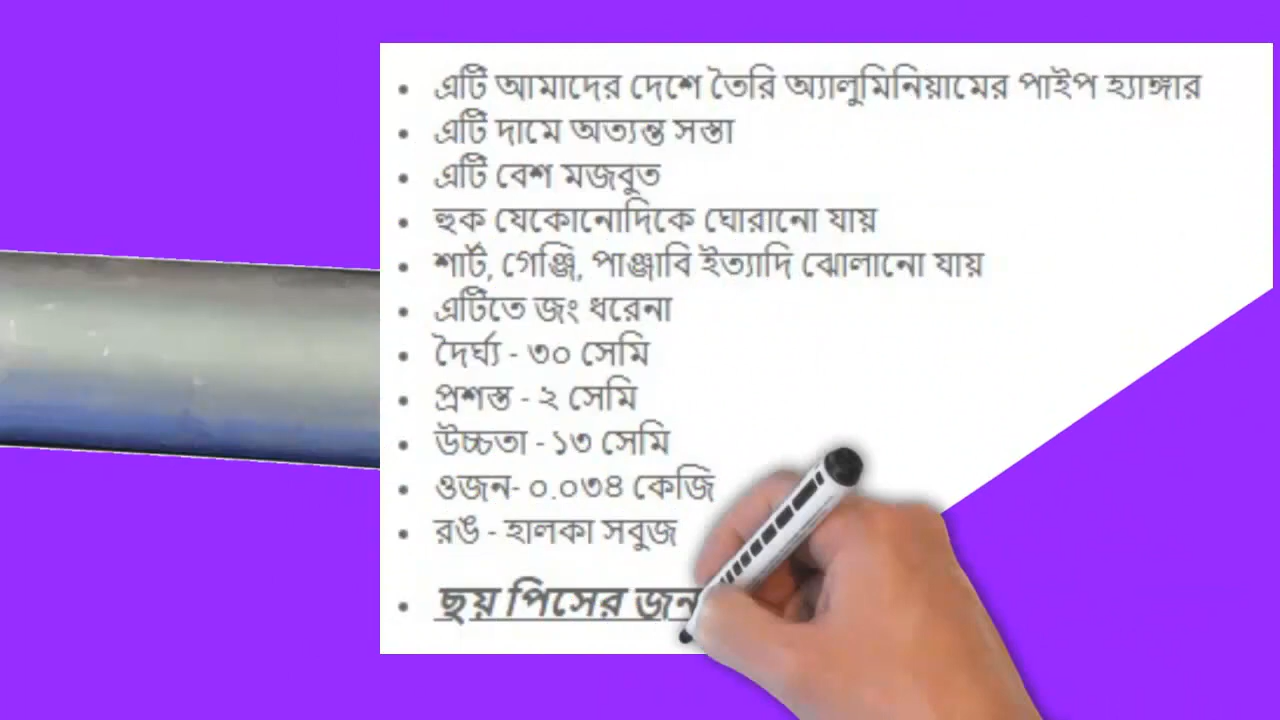 • এটি আমাদের দেশে তৈরি অ্যালুমিনিয়ামের পাইপ হ্যাঙ্গার
• এটি দামে অত্যন্ত সস্তা
• এটি বেশ মজবুত
• হুক যেকোনোদিকে ঘোরানো যায়
• শার্ট, গেঞ্জি, পাঞ্জাবি ইত্যাদি ঝোলানো যায়
• এটিতে জং ধরেনা
• দৈর্ঘ্য - ৩০ সেমি
• প্রশস্ত - ২ সেমি
• উচ্চতা - ১৩ সেমি
• ওজন- ০.০৩৪ কেজি
• রঙ - হালকা সবুজ
• ছয় পিসের